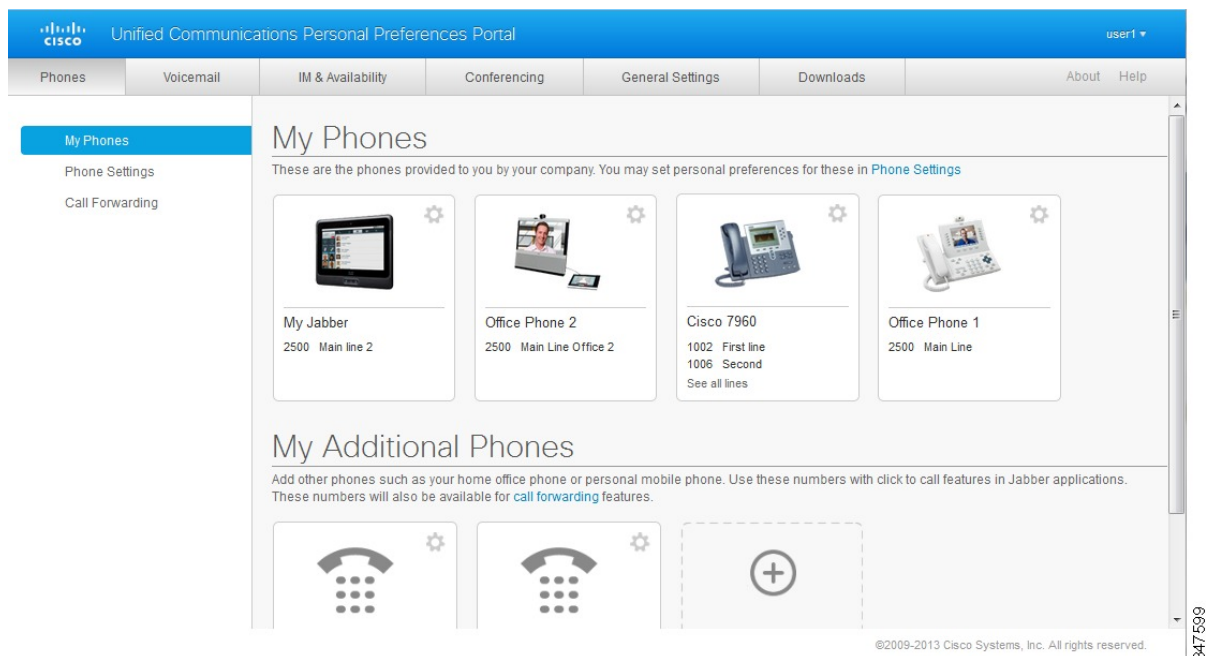 CISCO Unified Communications Personal Preferences Portal user1
Phones Voicemail IM & Availability Conferencing General Settings Downloads About Help
My Phones
Phone Settings
Call Forwarding
My Phones
These are the phones provided to you by your company. You may set personal preferences for these in Phone Settings
My Jabber
2500 Main line 2
Office Phone 2
2500 Main Line Office 2
Cisco 7960
1002 First line
1006 Second
See all lines
Office Phone 1
2500 Main Line
My Additional Phones
Add other phones such as your home office phone or personal mobile phone. Use these numbers with click to call features in Jabber applications.
These numbers will also be available for call forwarding features.
©2009-2013 Cisco Systems, Inc. All rights reserved.
347599